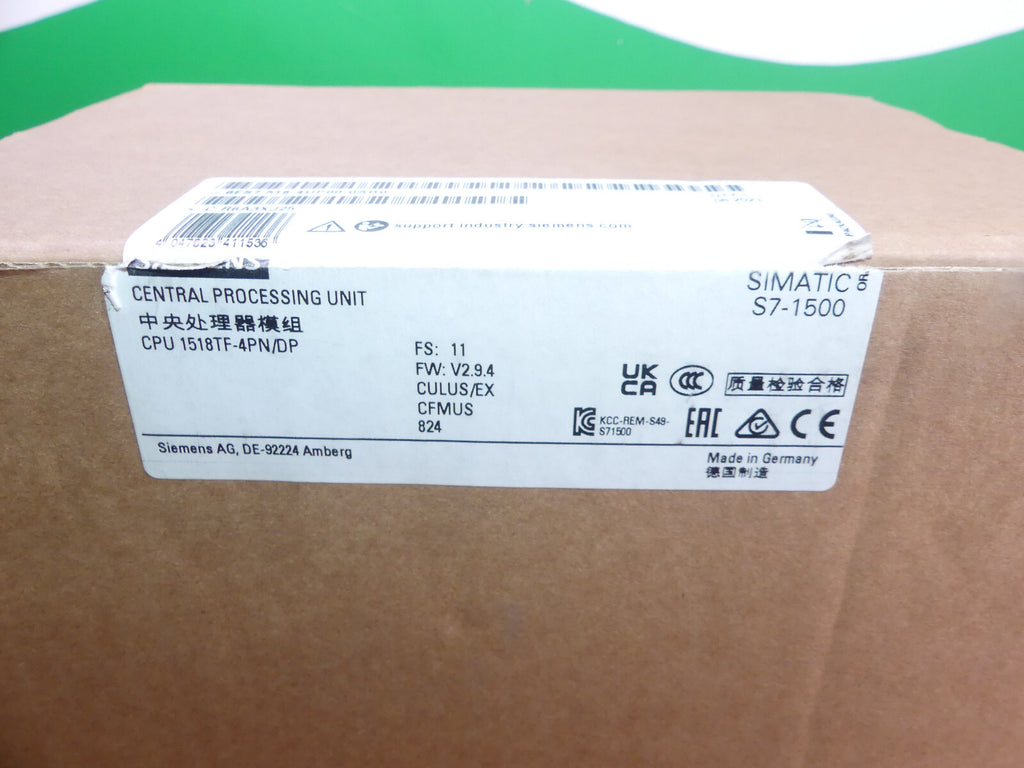 4 047623 411536
support industry siemens com
SIEMENS
CENTRAL PROCESSING UNIT
中央处理器模组
CPU 1518TF-4PN/DP
SIMATIC
S7-1500
FS: 11
FW: V2.9.4
CULUS/EX
CFMUS
824
UK
CA
CCC
质量检验合格
KCC-REM-S49-
S71500
EAC
CE
Siemens AG, DE-92224 Amberg
Made in Germany
德国制造